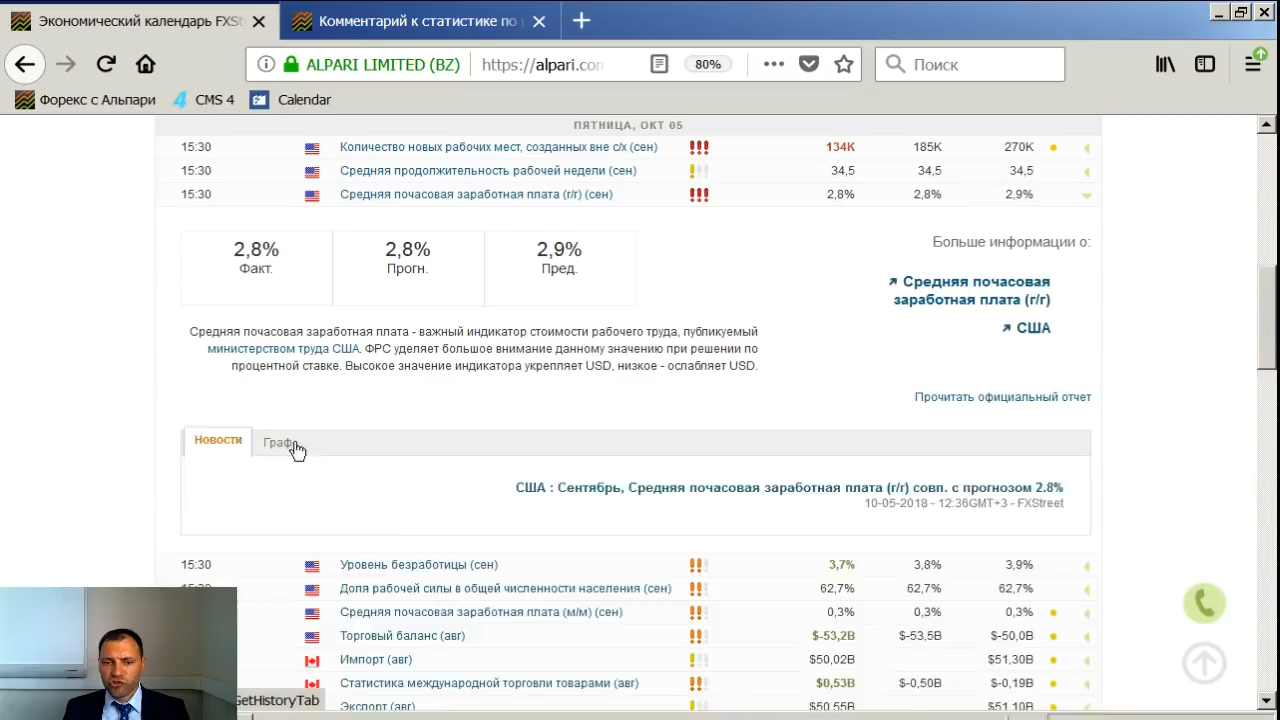 Экономический календарь FXSt
Комментарий к статистике по
ALPARI LIMITED (BZ)
https://alpari.com
80%
Поиск
Форекс с Альпари
CMS 4
Calendar
ПЯТНИЦА, ОКТ 05
15:30 Количество новых рабочих мест, созданных вне с/х (сен) 134K 185K 270K
15:30 Средняя продолжительность рабочей недели (сен) 34,5 34,5 34,5
15:30 Средняя почасовая заработная плата (г/г) (сен) 2,8% 2,8% 2,9%
2,8% 2,8% 2,9%
Факт. Прогн. Пред.
Больше информации о:
Средняя почасовая
заработная плата (г/г)
США
Средняя почасовая заработная плата - важный индикатор стоимости рабочего труда, публикуемый
министерством труда США. ФРС уделяет большое внимание данному значению при решении по
процентной ставке. Высокое значение индикатора укрепляет USD, низкое - ослабляет USD.
Прочитать официальный отчет
Новости Граф
США : Сентябрь, Средняя почасовая заработная плата (г/г) совп. с прогнозом 2.8%
10-05-2018 - 12:36GMT+3 - FXStreet
15:30 Уровень безработицы (сен) 3,7% 3,8% 3,9%
15:30 Доля рабочей силы в общей численности населения (сен) 62,7% 62,7% 62,7%
Средняя почасовая заработная плата (м/м) (сен) 0,3% 0,3% 0,3%
Торговый баланс (авг) $-53,2B $-53,5B $-50,0B
Импорт (авг) $50,02B $51,30B
Статистика международной торговли товарами (авг) $0,53B $-0,50B $-0,19B
GetHistoryTab Экспорт (авг) $50,55B $51,10B